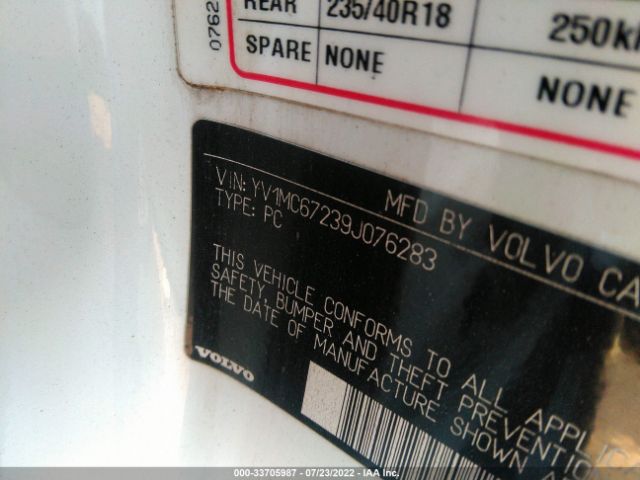 0762
REAR 235/40R18 250k
SPARE NONE NONE
MFD BY VOLVO CA
VIN: YV1MC67239J076283
TYPE: PC
THIS VEHICLE CONFORMS TO ALL APPLIC
SAFETY, BUMPER AND THEFT PREVENTION
THE DATE OF MANUFACTURE SHOWN A
VOLVO
000-33705987 - 07/23/2022 - IAA Inc.